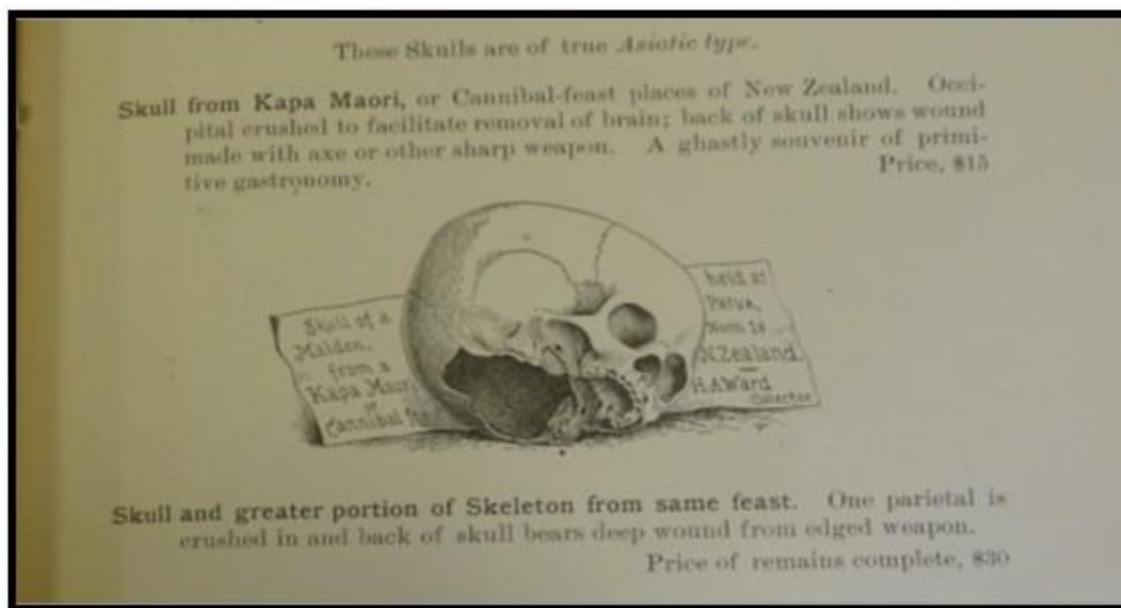 These Skulls are of true Asiatic type.
Skull from Kapa Maori, or Cannibal-feast places of New Zealand. Occi-
pital crushed to facilitate removal of brain; back of skull shows wound
made with axe or other sharp weapon. A ghastly souvenir of primi-
tive gastronomy. Price, $15
Skull of a
Maiden,
from a
Kapa Maori
or
Cannibal
held at
N. Zealand.
H.A. Ward
Collector
Skull and greater portion of Skeleton from same feast. One parietal is
crushed in and back of skull bears deep wound from edged weapon.
Price of remains complete, $30